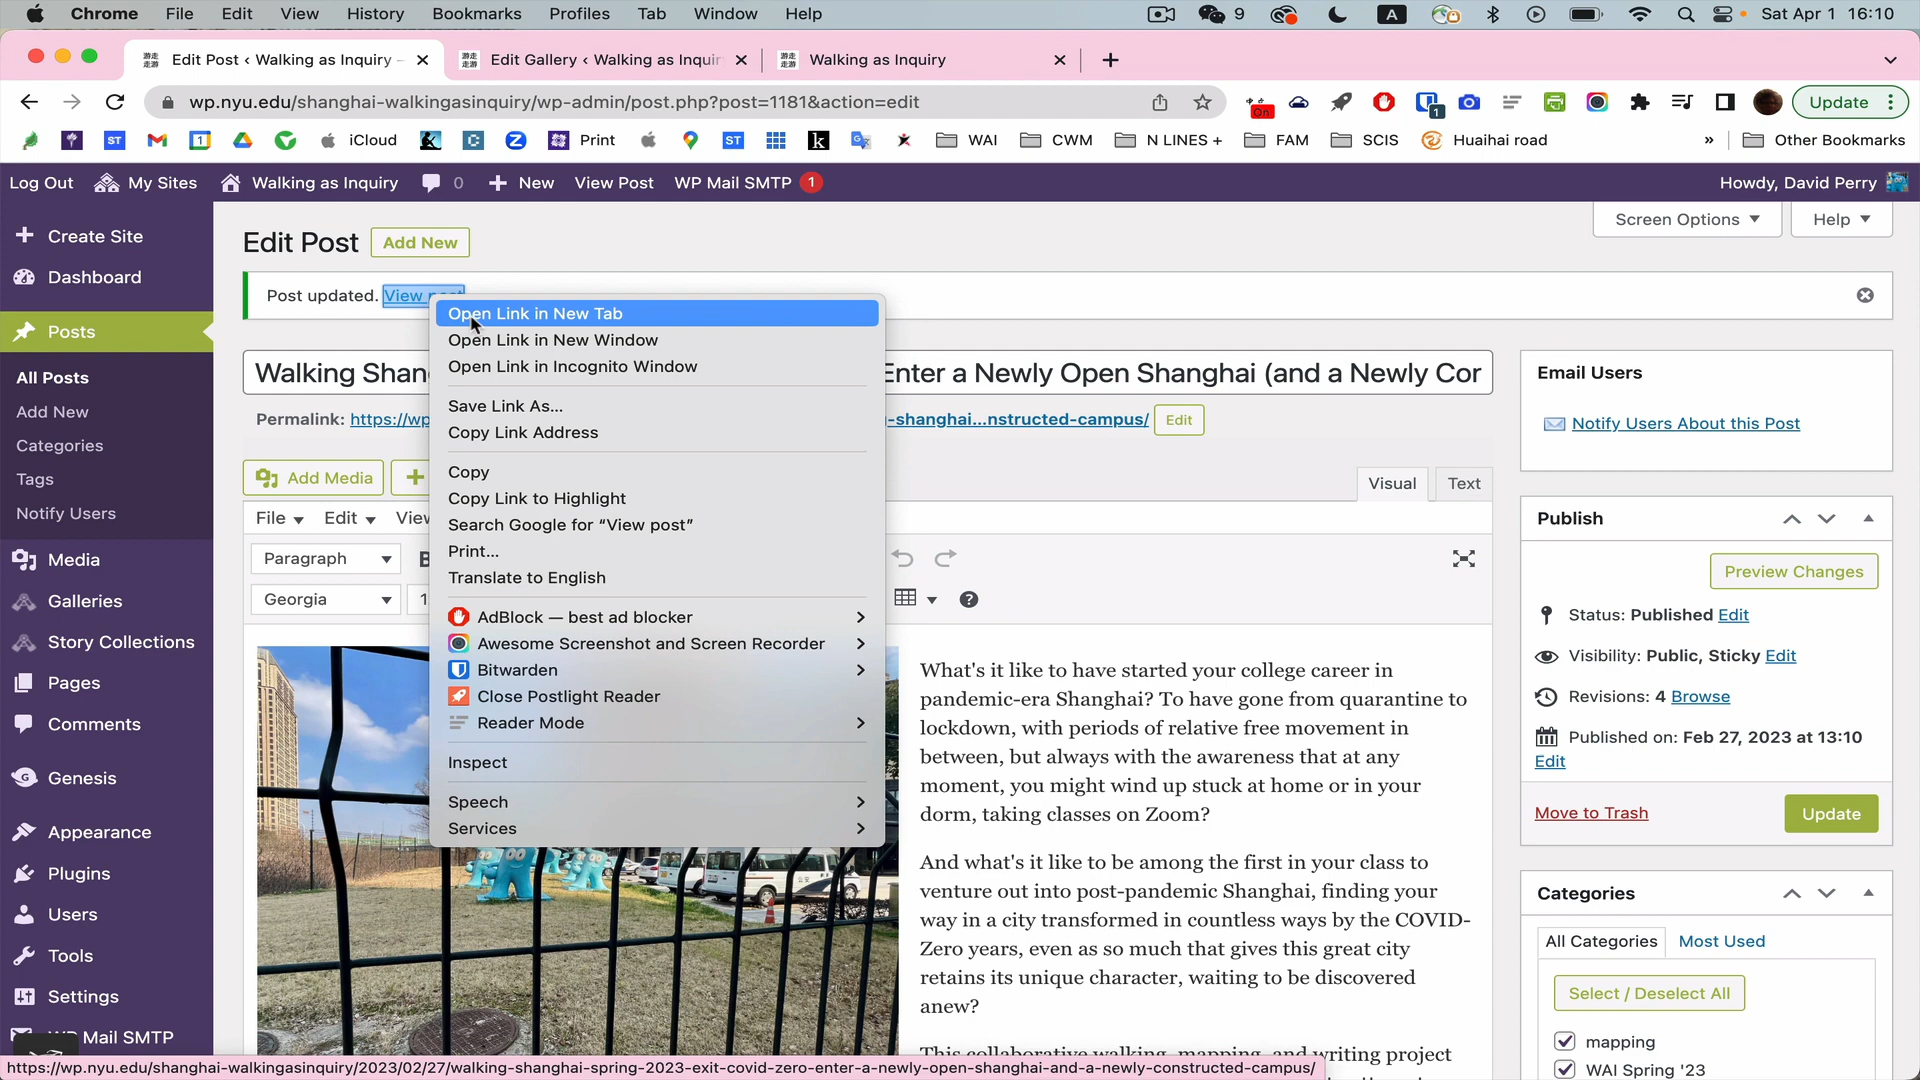 Chrome File Edit View History Bookmarks Profiles Tab Window Help 9 A Sat Apr 1 16:10
Edit Post ‹ Walking as Inquiry – Edit Gallery ‹ Walking as Inquir Walking as Inquiry
wp.nyu.edu/shanghai-walkingasinquiry/wp-admin/post.php?post=1181&action=edit On 1 Update
ST 1 iCloud Print ST k WAI CWM N LINES + FAM SCIS Huaihai road » Other Bookmarks
Log Out My Sites Walking as Inquiry 0 New View Post WP Mail SMTP 1 Howdy, David Perry
Create Site
Dashboard
Posts
All Posts
Add New
Categories
Tags
Notify Users
Media
Galleries
Story Collections
Pages
Comments
Genesis
Appearance
Plugins
Users
Tools
Settings
Mail SMTP
Screen Options Help
Edit Post Add New
Post updated. View post
Walking Shan Enter a Newly Open Shanghai (and a Newly Cor
Permalink: https://wp -shanghai...nstructed-campus/ Edit
Add Media
Visual Text
File Edit View
Paragraph B
Georgia 1
Open Link in New Tab
Open Link in New Window
Open Link in Incognito Window
Save Link As...
Copy Link Address
Copy
Copy Link to Highlight
Search Google for “View post”
Print...
Translate to English
AdBlock — best ad blocker
Awesome Screenshot and Screen Recorder
Bitwarden
Close Postlight Reader
Reader Mode
Inspect
Speech
Services
What's it like to have started your college career in
pandemic-era Shanghai? To have gone from quarantine to
lockdown, with periods of relative free movement in
between, but always with the awareness that at any
moment, you might wind up stuck at home or in your
dorm, taking classes on Zoom?
And what's it like to be among the first in your class to
venture out into post-pandemic Shanghai, finding your
way in a city transformed in countless ways by the COVID-
Zero years, even as so much that gives this great city
retains its unique character, waiting to be discovered
anew?
This collaborative walking, mapping, and writing project
Email Users
Notify Users About this Post
Publish
Preview Changes
Status: Published Edit
Visibility: Public, Sticky Edit
Revisions: 4 Browse
Published on: Feb 27, 2023 at 13:10
Edit
Move to Trash Update
Categories
All Categories Most Used
Select / Deselect All
mapping
WAI Spring '23
https://wp.nyu.edu/shanghai-walkingasinquiry/2023/02/27/walking-shanghai-spring-2023-exit-covid-zero-enter-a-newly-open-shanghai-and-a-newly-constructed-campus/